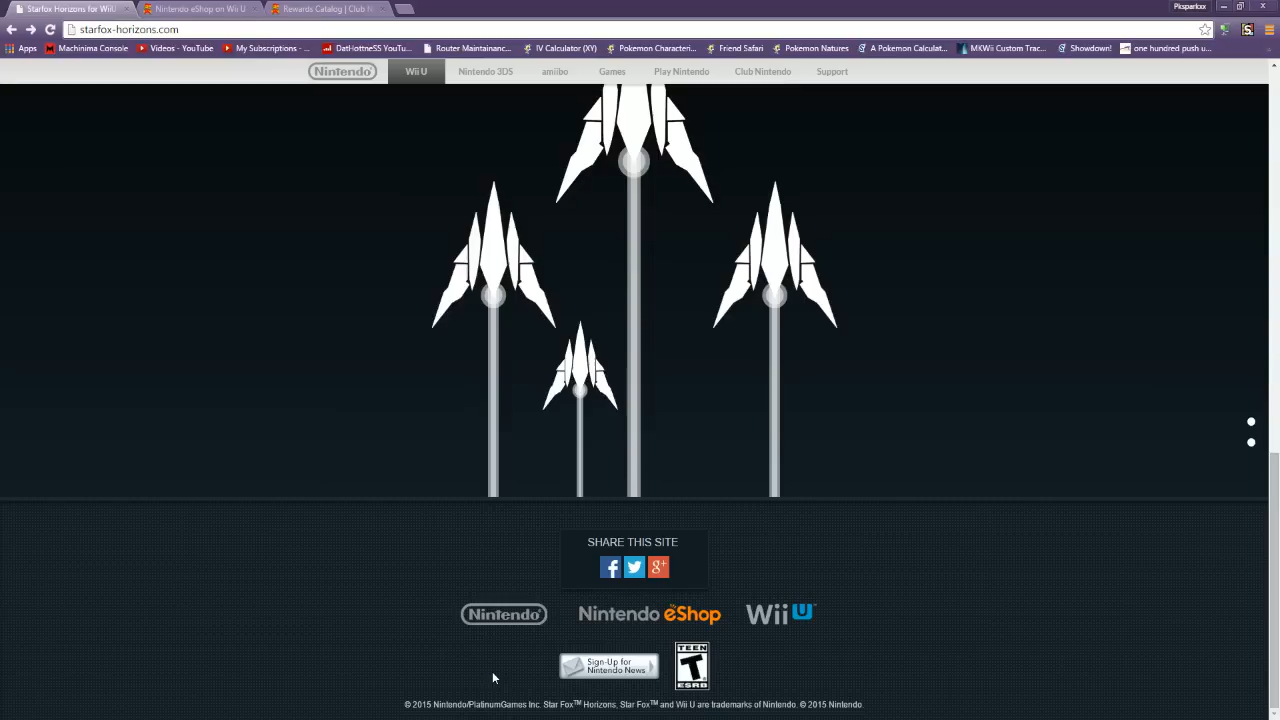 Starfox Horizons for WiiU
Nintendo eShop on Wii U
Rewards Catalog | Club N
Pksparkxx
starfox-horizons.com
Apps
Machinima Console
Videos - YouTube
My Subscriptions -
DatHottneSS YouTu...
Router Maintainanc...
IV Calculator (XY)
Pokemon Characteri...
Friend Safari
Pokemon Natures
A Pokemon Calculat...
MKWii Custom Trac...
Showdown!
one hundred push u...
Nintendo
Wii U
Nintendo 3DS
amiibo
Games
Play Nintendo
Club Nintendo
Support
SHARE THIS SITE
f
g+
Nintendo
Nintendo eShop
Wii U
Sign-Up for
Nintendo News
TEEN
T
ESRB
© 2015 Nintendo/PlatinumGames Inc. Star Fox™ Horizons, Star Fox™ and Wii U are trademarks of Nintendo. © 2015 Nintendo.